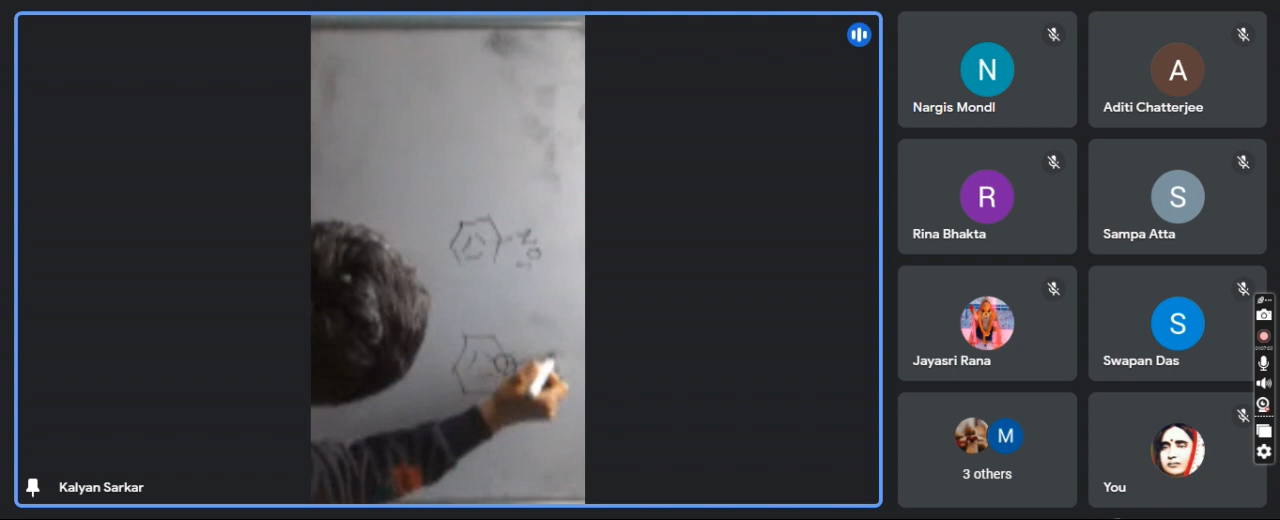 N
Nargis Mondl
A
Aditi Chatterjee
R
Rina Bhakta
S
Sampa Atta
Jayasri Rana
S
Swapan Das
M
3 others
You
Kalyan Sarkar